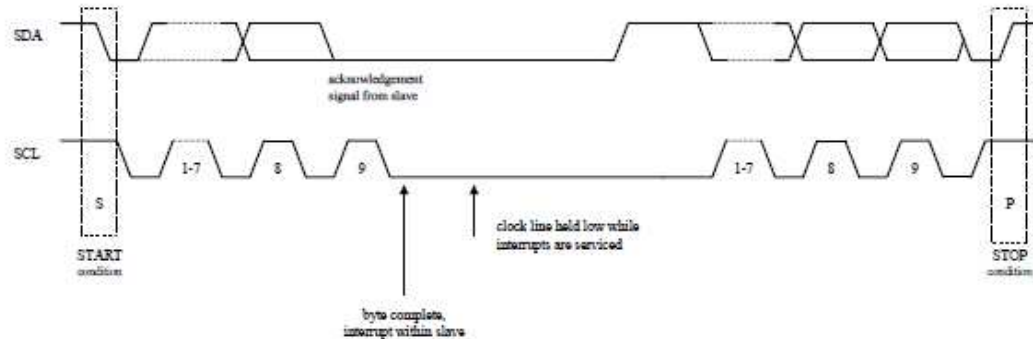 SDA
acknowledgement
signal from slave
SCL
1-7
8
9
1-7
8
9
S
P
clock line held low while
interrupts are serviced
START
condition
STOP
condition
byte complete,
interrupt within slave